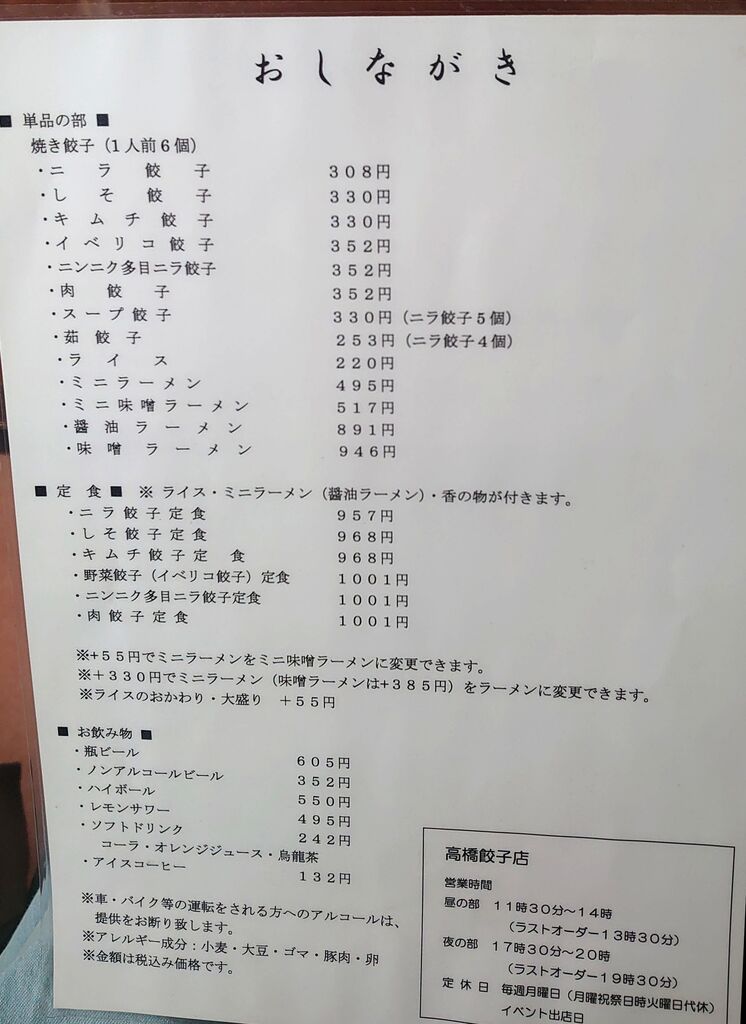 おしながき
■ 単品の部 ■
焼き餃子（1人前6個）
・ニラ餃子 308円
・しそ餃子 330円
・キムチ餃子 330円
・イベリコ餃子 352円
・ニンニク多目ニラ餃子 352円
・肉餃子 352円
・スープ餃子 330円（ニラ餃子5個）
・茹餃子 253円（ニラ餃子4個）
・ライス 220円
・ミニラーメン 495円
・ミニ味噌ラーメン 517円
・醤油ラーメン 891円
・味噌ラーメン 946円
■ 定食 ■ ※ ライス・ミニラーメン（醤油ラーメン）・香の物が付きます。
・ニラ餃子定食 957円
・しそ餃子定食 968円
・キムチ餃子定食 968円
・野菜餃子（イベリコ餃子）定食 1001円
・ニンニク多目ニラ餃子定食 1001円
・肉餃子定食 1001円
※+55円でミニラーメンをミニ味噌ラーメンに変更できます。
※＋330円でミニラーメン（味噌ラーメンは+385円）をラーメンに変更できます。
※ライスのおかわり・大盛り ＋55円
■ お飲み物 ■
・瓶ビール 605円
・ノンアルコールビール 352円
・ハイボール 550円
・レモンサワー 495円
・ソフトドリンク 242円
コーラ・オレンジジュース・烏龍茶
・アイスコーヒー 132円
※車・バイク等の運転をされる方へのアルコールは、
提供をお断り致します。
※アレルギー成分：小麦・大豆・ゴマ・豚肉・卵
※金額は税込み価格です。
高橋餃子店
営業時間
昼の部 11時30分～14時
（ラストオーダー13時30分）
夜の部 17時30分～20時
（ラストオーダー19時30分）
定休日 毎週月曜日（月曜祝祭日時火曜日代休）
イベント出店日